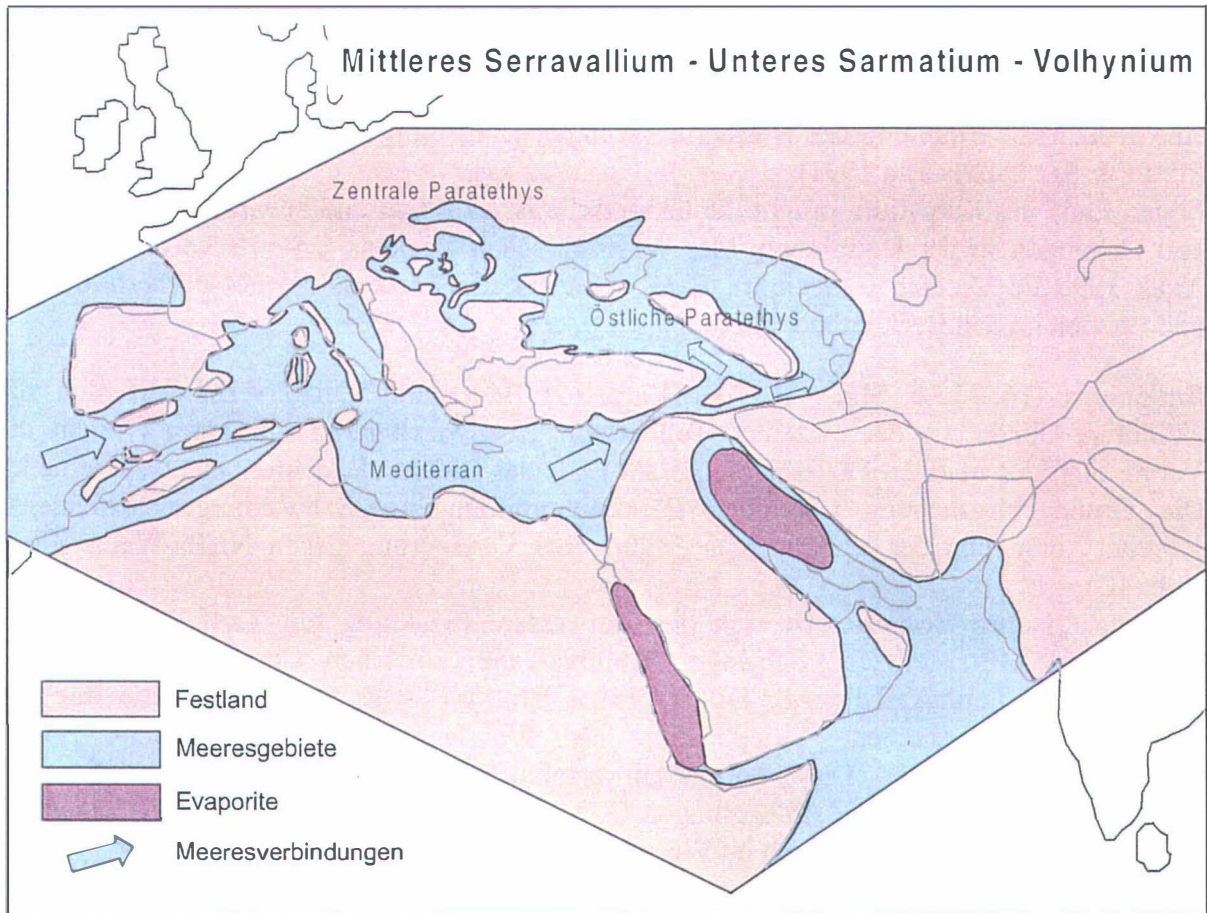 Mittleres Serravallium - Unteres Sarmatium - Volhynium
Zentrale Paratethys
Östliche Paratethys
Mediterran
Festland
Meeresgebiete
Evaporite
Meeresverbindungen